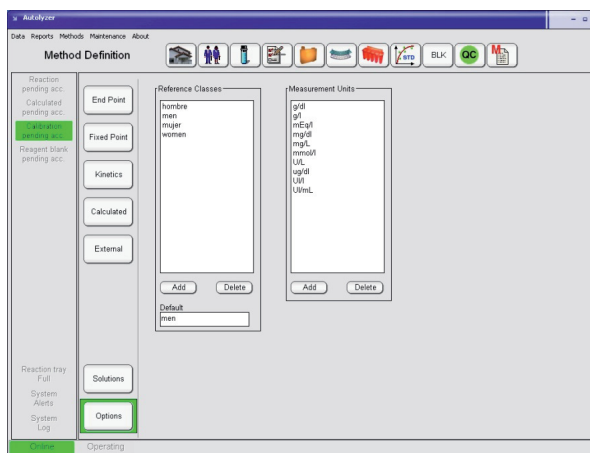 Autolyzer
Data Reports Methods Maintenance About
Method Definition
STD
BLK
QC
M
Reaction
pending acc.
Calculated
pending acc.
Calibration
pending acc.
Reagent blank
pending acc.
End Point
Fixed Point
Kinetics
Calculated
External
Reference Classes
hombre
men
mujer
women
Add Delete
Default
men
Measurement Units
g/dl
g/l
mEq/l
mg/dl
mg/L
mmol/l
U/L
ug/dl
UI/l
UI/mL
Add Delete
Reaction tray
Full
System
Alerts
System
Log
Solutions
Options
Online Operating